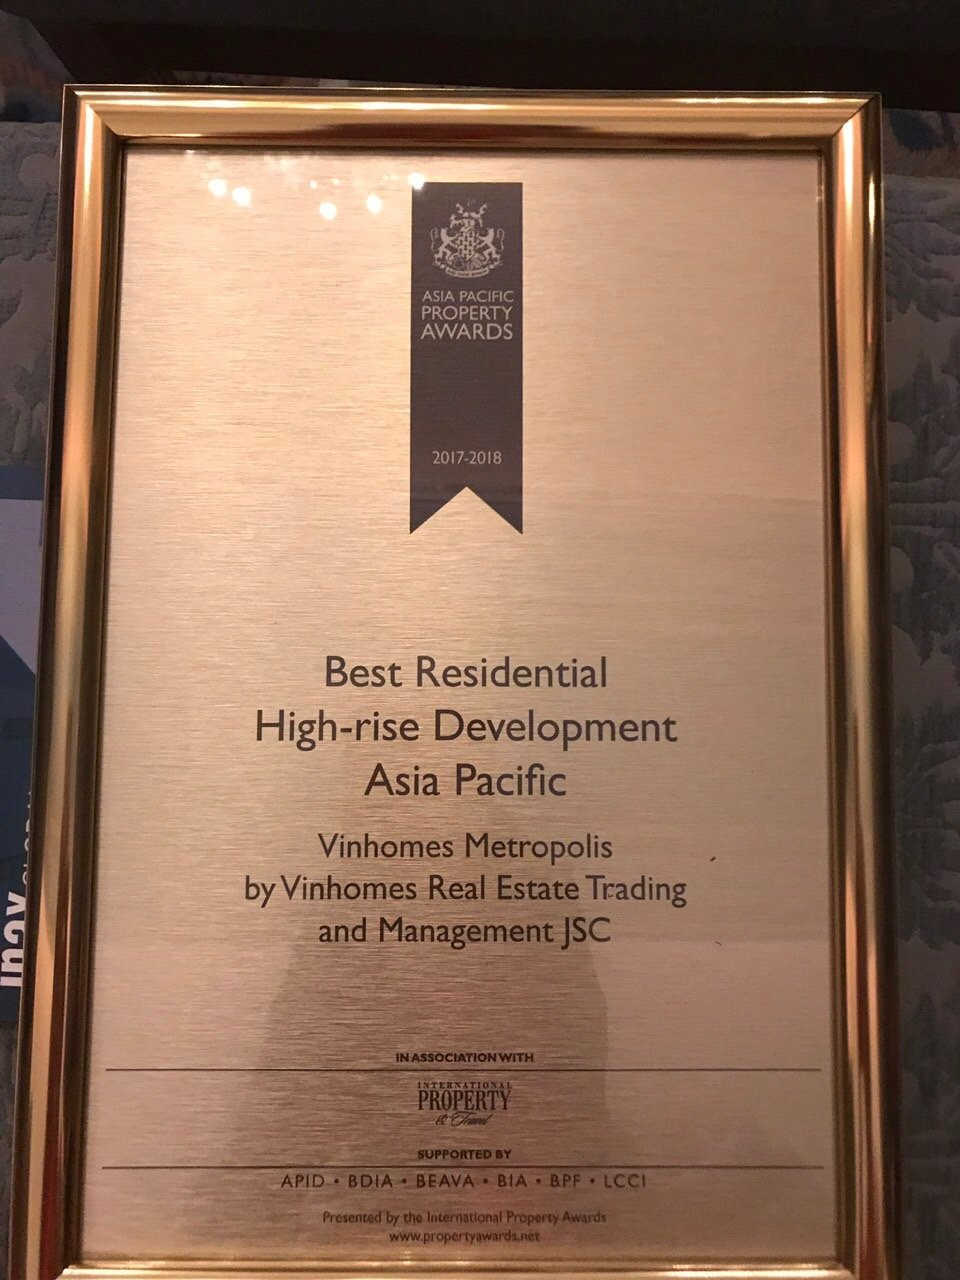 ASIA PACIFIC
PROPERTY
AWARDS
2017-2018
Best Residential
High-rise Development
Asia Pacific
Vinhomes Metropolis
by Vinhomes Real Estate Trading
and Management JSC
IN ASSOCIATION WITH
INTERNATIONAL
PROPERTY
& Travel
SUPPORTED BY
APID • BDIA • BEAVA • BIA • BPF • LCCI
Presented by the International Property Awards
www.propertyawards.net